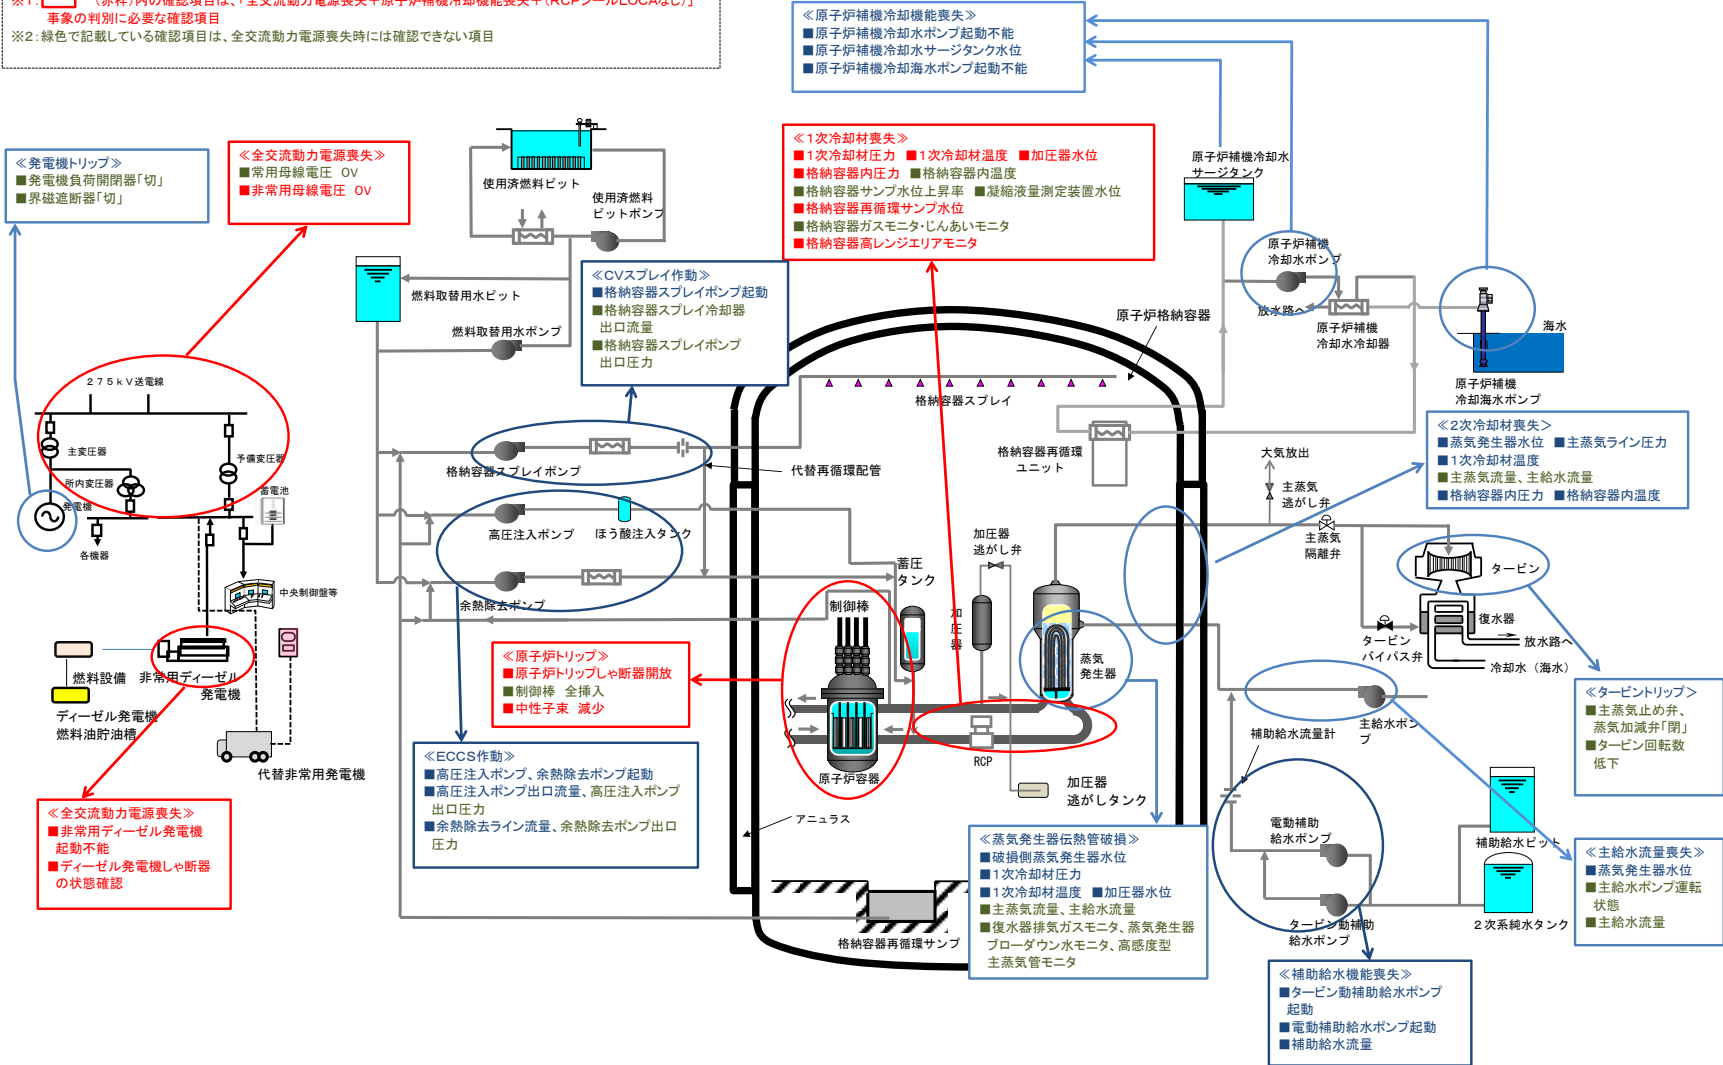 ※1: (赤枠)内の確認項目は、「全交流動力電源喪失＋原子炉補機冷却機能喪失＋(RCPシールLOCAなし)」
事象の判別に必要な確認項目
※2:緑色で記載している確認項目は、全交流動力電源喪失時には確認できない項目
≪原子炉補機冷却機能喪失≫
■原子炉補機冷却水ポンプ起動不能
■原子炉補機冷却水サージタンク水位
■原子炉補機冷却海水ポンプ起動不能
≪発電機トリップ≫
■発電機負荷開閉器「切」
■界磁遮断器「切」
≪全交流動力電源喪失≫
■常用母線電圧 0V
■非常用母線電圧 0V
使用済燃料ピット
使用済燃料
ピットポンプ
≪1次冷却材喪失≫
■1次冷却材圧力 ■1次冷却材温度 ■加圧器水位
■格納容器内圧力 ■格納容器内温度
■格納容器サンプ水位上昇率 ■凝縮液量測定装置水位
■格納容器再循環サンプ水位
■格納容器ガスモニタ・じんあいモニタ
■格納容器高レンジエリアモニタ
原子炉補機冷却水
サージタンク
原子炉補機
冷却水ポンプ
放水路へ
原子炉補機
冷却水冷却器
海水
原子炉補機
冷却海水ポンプ
燃料取替用水ピット
燃料取替用水ポンプ
≪CVスプレイ作動≫
■格納容器スプレイポンプ起動
■格納容器スプレイ冷却器
出口流量
■格納容器スプレイポンプ
出口圧力
原子炉格納容器
格納容器スプレイ
275kV送電線
主変圧器
予備変圧器
所内変圧器
蓄電池
発電機
各機器
中央制御盤等
格納容器スプレイポンプ
代替再循環配管
高圧注入ポンプ
ほう酸注入タンク
余熱除去ポンプ
格納容器再循環
ユニット
≪2次冷却材喪失≫
■蒸気発生器水位 ■主蒸気ライン圧力
■1次冷却材温度
■主蒸気流量、主給水流量
■格納容器内圧力 ■格納容器内温度
大気放出
主蒸気
逃がし弁
主蒸気
隔離弁
タービン
復水器
タービン
バイパス弁
放水路へ
冷却水(海水)
加圧器
逃がし弁
蓄圧
タンク
制御棒
加
圧
器
蒸気
発生器
燃料設備
非常用ディーゼル
発電機
ディーゼル発電機
燃料油貯油槽
代替非常用発電機
≪原子炉トリップ≫
■原子炉トリップしゃ断器開放
■制御棒 全挿入
■中性子束 減少
≪ECCS作動≫
■高圧注入ポンプ、余熱除去ポンプ起動
■高圧注入ポンプ出口流量、高圧注入ポンプ
出口圧力
■余熱除去ライン流量、余熱除去ポンプ出口
圧力
原子炉容器
RCP
加圧器
逃がしタンク
アニュラス
≪全交流動力電源喪失≫
■非常用ディーゼル発電機
起動不能
■ディーゼル発電機しゃ断器
の状態確認
格納容器再循環サンプ
≪蒸気発生器伝熱管破損≫
■破損側蒸気発生器水位
■1次冷却材圧力
■1次冷却材温度 ■加圧器水位
■主蒸気流量、主給水流量
■復水器排気ガスモニタ、蒸気発生器
ブローダウン水モニタ、高感度型
主蒸気管モニタ
主給水ポン
プ
補助給水流量計
電動補助
給水ポンプ
タービン動補助
給水ポンプ
補助給水ピット
2次系純水タンク
≪タービントリップ≫
■主蒸気止め弁、
蒸気加減弁「閉」
■タービン回転数
低下
≪主給水流量喪失≫
■蒸気発生器水位
■主給水ポンプ運転
状態
■主給水流量
≪補助給水機能喪失≫
■タービン動補助給水ポンプ
起動
■電動補助給水ポンプ起動
■補助給水流量